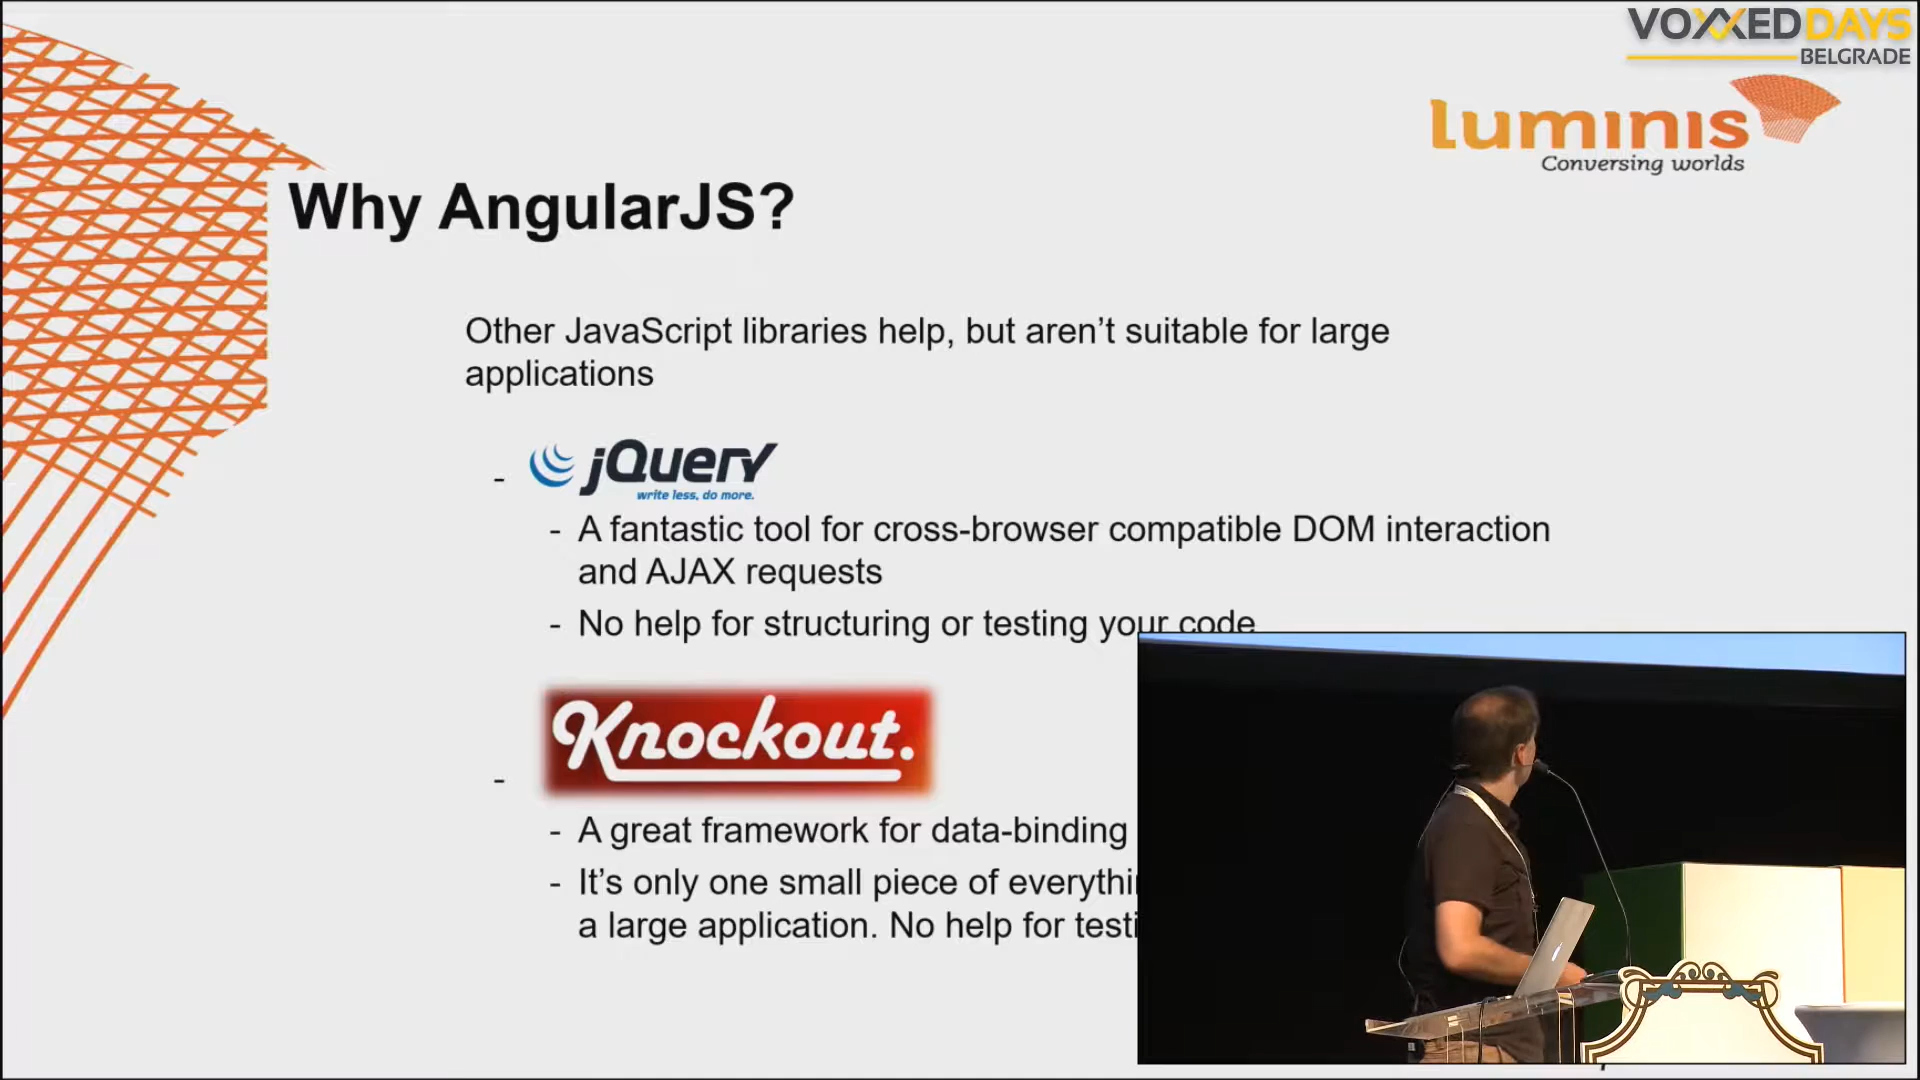 VOXXED DAYS
BELGRADE
luminis
Conversing worlds
Why AngularJS?
Other JavaScript libraries help, but aren’t suitable for large
applications
- jQuery
write less, do more.
- A fantastic tool for cross-browser compatible DOM interaction
and AJAX requests
- No help for structuring or testing your code
- Knockout.
- A great framework for data-binding
- It’s only one small piece of
a large application. No help for